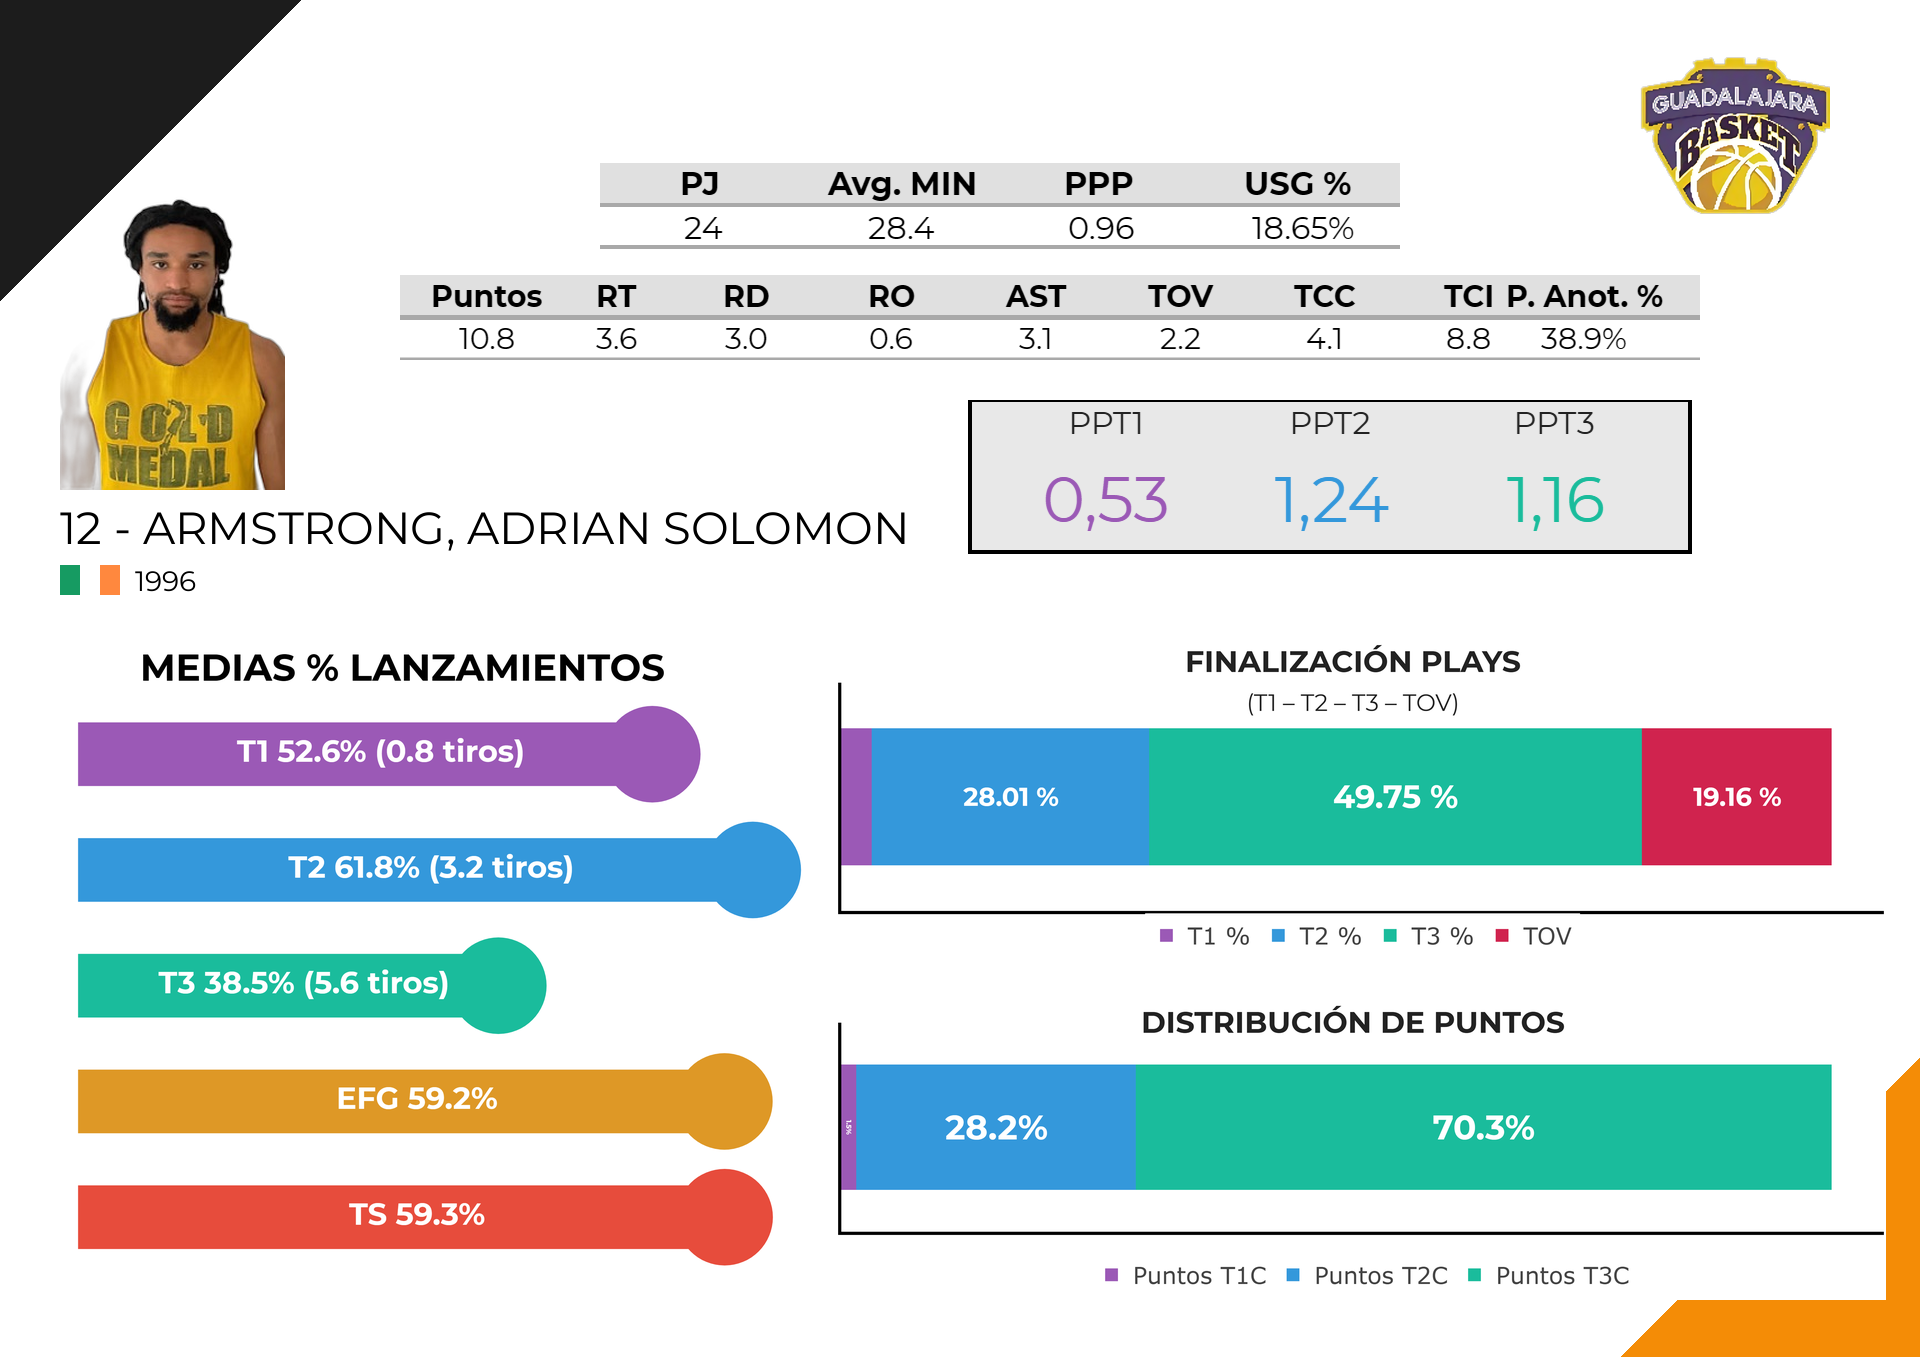 GUADALAJARA
BASKET
PJ Avg. MIN PPP USG %
24 28.4 0.96 18.65%
Puntos RT RD RO AST TOV TCC TCI P. Anot. %
10.8 3.6 3.0 0.6 3.1 2.2 4.1 8.8 38.9%
GOLD
MEDAL
PPT1 PPT2 PPT3
0,53 1,24 1,16
12 - ARMSTRONG, ADRIAN SOLOMON
1996
MEDIAS % LANZAMIENTOS
T1 52.6% (0.8 tiros)
T2 61.8% (3.2 tiros)
T3 38.5% (5.6 tiros)
EFG 59.2%
TS 59.3%
FINALIZACIÓN PLAYS
(T1 – T2 – T3 – TOV)
28.01 % 49.75 % 19.16 %
T1 % T2 % T3 % TOV
DISTRIBUCIÓN DE PUNTOS
1.5% 28.2% 70.3%
Puntos T1C Puntos T2C Puntos T3C